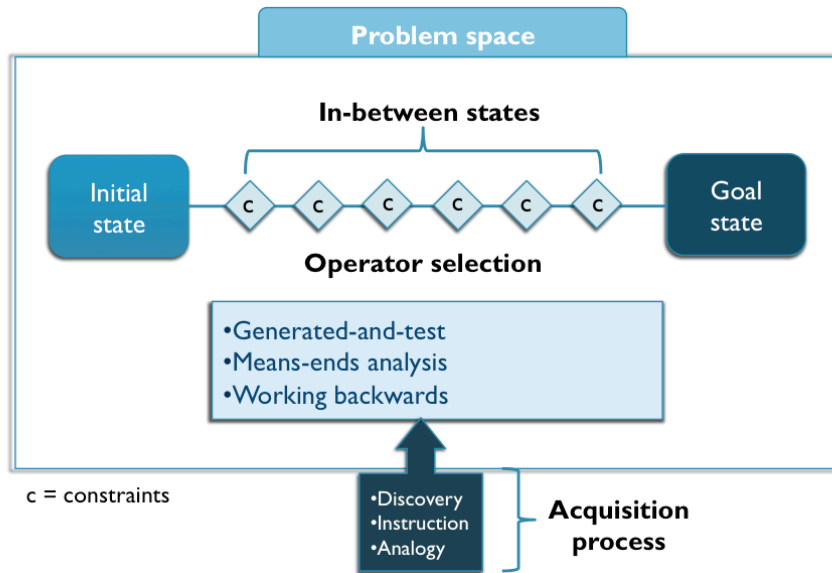 Problem space
In-between states
Initial
state
C
C
C
C
C
C
Goal
state
Operator selection
•Generated-and-test
•Means-ends analysis
•Working backwards
c = constraints
•Discovery
•Instruction
•Analogy
Acquisition
process